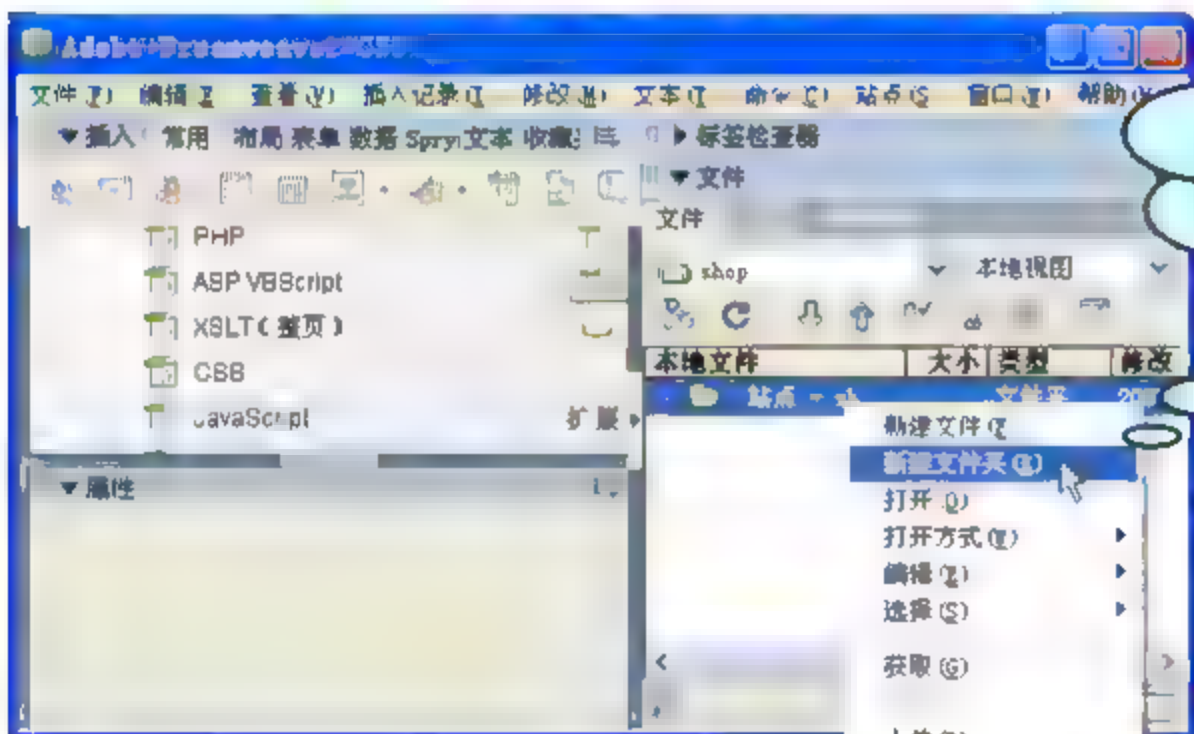 Adobe Dreamweaver CS3
文件(F) 编辑(E) 查看(V) 插入记录(I) 修改(M) 文本(T) 命令(C) 站点(S) 窗口(W) 帮助(H)
▼插入 常用 布局 表单 数据 Spry 文本 收藏
▶标签检查器
▼文件
文件
PHP
shop 本地视图
ASP VBScript
XSLT(整页)
本地文件 大小 类型 修改
CSS
站点 - sh 文件夹
JavaScript 扩展
新建文件(F)
新建文件夹(R)
▼属性
打开(O)
打开方式(W)
编辑(E)
选择(S)
获取(G)